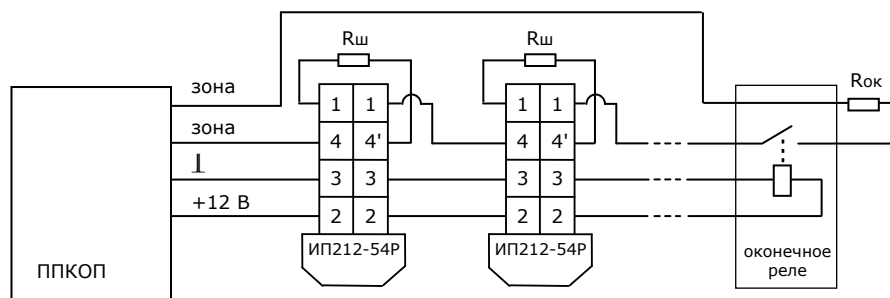 Rш Rш
зона
Rок
1 1 1 1
зона
4 4' 4 4'
3 3 3 3
+12 В
2 2 2 2
ИП212-54Р ИП212-54Р
оконечное
реле
ППКОП